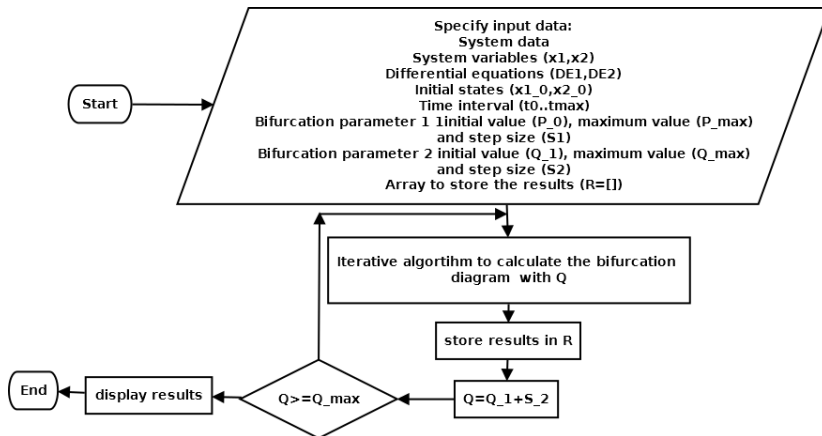 Start
Specify input data:
System data
System variables (x1,x2)
Differential equations (DE1,DE2)
Initial states (x1_0,x2_0)
Time interval (t0..tmax)
Bifurcation parameter 1 1initial value (P_0), maximum value (P_max)
and step size (S1)
Bifurcation parameter 2 initial value (Q_1), maximum value (Q_max)
and step size (S2)
Array to store the results (R=[])
Iterative algortihm to calculate the bifurcation
diagram with Q
store results in R
Q=Q_1+S_2
Q>=Q_max
display results
End